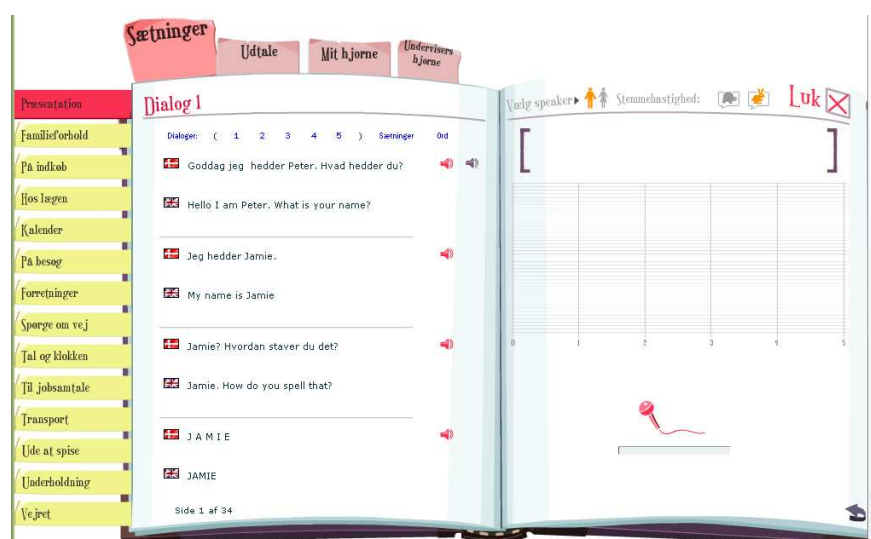 Sætninger
Udtale
Mit hjørne
Undervisers
hjørne
Præsentation
Familieforhold
På indkøb
Hos lægen
Kalender
På besøg
Forretninger
Spørge om vej
Tal og klokken
Til jobsamtale
Transport
Ude at spise
Underholdning
Vejret
Dialog 1
Dialoger: ( 1 2 3 4 5 ) Sætninger Ord
Goddag jeg hedder Peter. Hvad hedder du?
Hello I am Peter. What is your name?
Jeg hedder Jamie.
My name is Jamie
Jamie? Hvordan staver du det?
Jamie. How do you spell that?
J A M I E
JAMIE
Side 1 af 34
Vælg speaker Stemmehastighed: Luk
[ ]
0 1 2 3 4 5